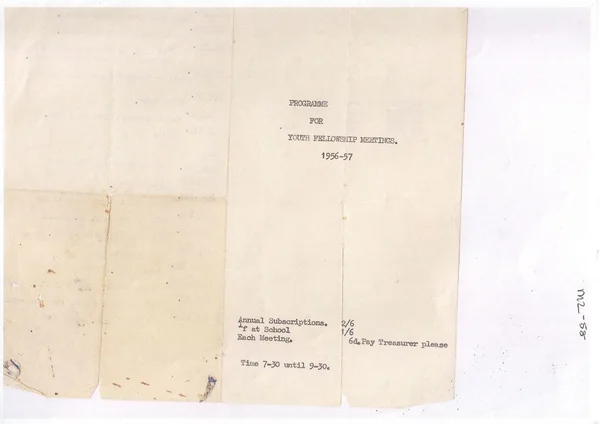 PROGRAMME
FOR
YOUTH FELLOWSHIP MEETINGS.
1956-57
Annual Subscriptions. 2/6
If at School 1/6
Each Meeting. 6d. Pay Treasurer please
Time 7-30 until 9-30.
M2-58